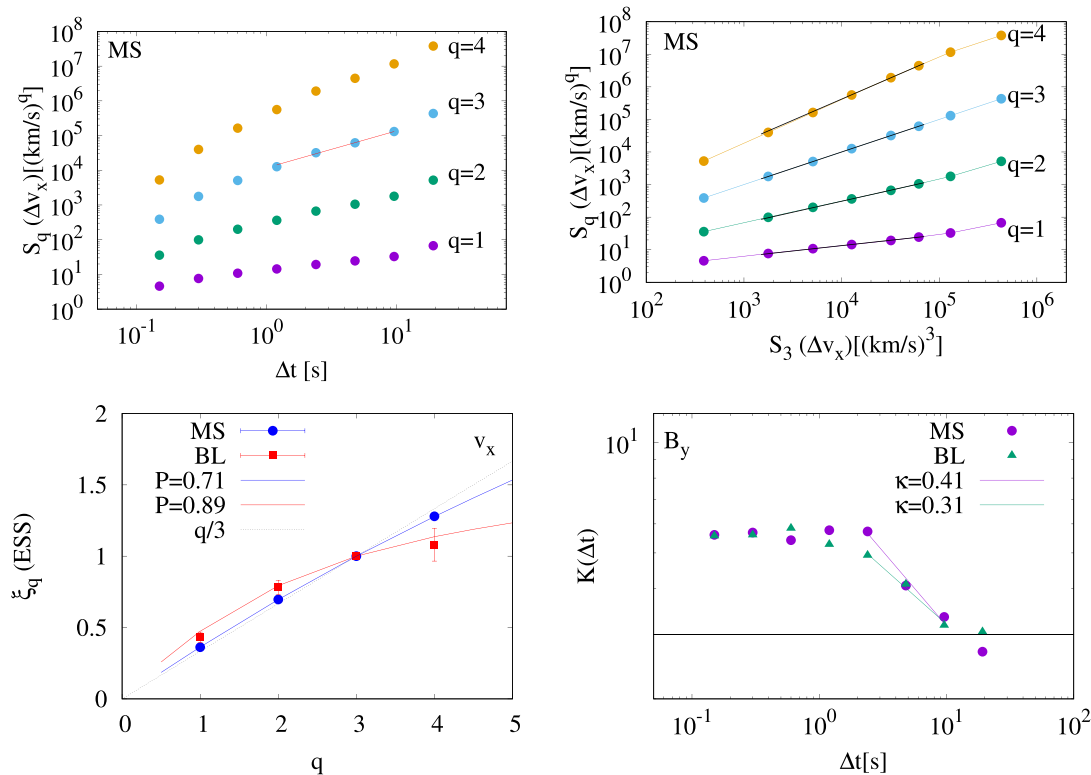 MS
S_q (Δv_x)[(km/s)^q]
10^8
10^7
10^6
10^5
10^4
10^3
10^2
10^1
10^0
q=4
q=3
q=2
q=1
10^-1 10^0 10^1
Δt [s]
MS
S_q (Δv_x)[(km/s)^q]
10^8
10^7
10^6
10^5
10^4
10^3
10^2
10^1
10^0
q=4
q=3
q=2
q=1
10^2 10^3 10^4 10^5 10^6
S_3 (Δv_x)[(km/s)^3]
ξ_q (ESS)
2
1.5
1
0.5
0
MS
BL
P=0.71
P=0.89
q/3
v_x
0 1 2 3 4 5
q
K(Δt)
10^1
B_y
MS
BL
κ=0.41
κ=0.31
10^-1 10^0 10^1 10^2
Δt[s]